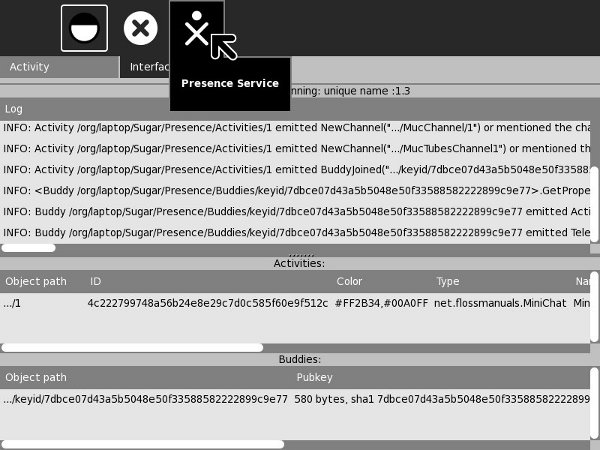 Activity
Interfac
Presence Service
nning: unique name :1.3
Log
INFO: Activity /org/laptop/Sugar/Presence/Activities/1 emitted NewChannel(".../MucChannel/1") or mentioned the cha
INFO: Activity /org/laptop/Sugar/Presence/Activities/1 emitted NewChannel(".../MucTubesChannel1") or mentioned th
INFO: Activity /org/laptop/Sugar/Presence/Activities/1 emitted BuddyJoined(".../keyid/7dbce07d43a5b5048e50f33588
INFO: <Buddy /org/laptop/Sugar/Presence/Buddies/keyid/7dbce07d43a5b5048e50f33588582222899c9e77>.GetPrope
INFO: Buddy /org/laptop/Sugar/Presence/Buddies/keyid/7dbce07d43a5b5048e50f33588582222899c9e77 emitted Acti
INFO: Buddy /org/laptop/Sugar/Presence/Buddies/keyid/7dbce07d43a5b5048e50f33588582222899c9e77 emitted Tele
Activities:
Object path ID Color Type Nar
.../1 4c222799748a56b24e8e29c7d0c585f60e9f512c #FF2B34,#00A0FF net.flossmanuals.MiniChat Min
Buddies:
Object path Pubkey
.../keyid/7dbce07d43a5b5048e50f33588582222899c9e77 580 bytes, sha1 7dbce07d43a5b5048e50f33588582222899